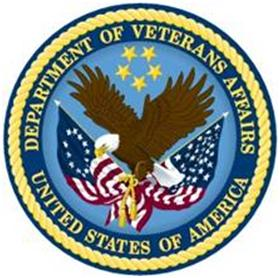 DEPARTMENT OF VETERANS AFFAIRS
UNITED STATES OF AMERICA